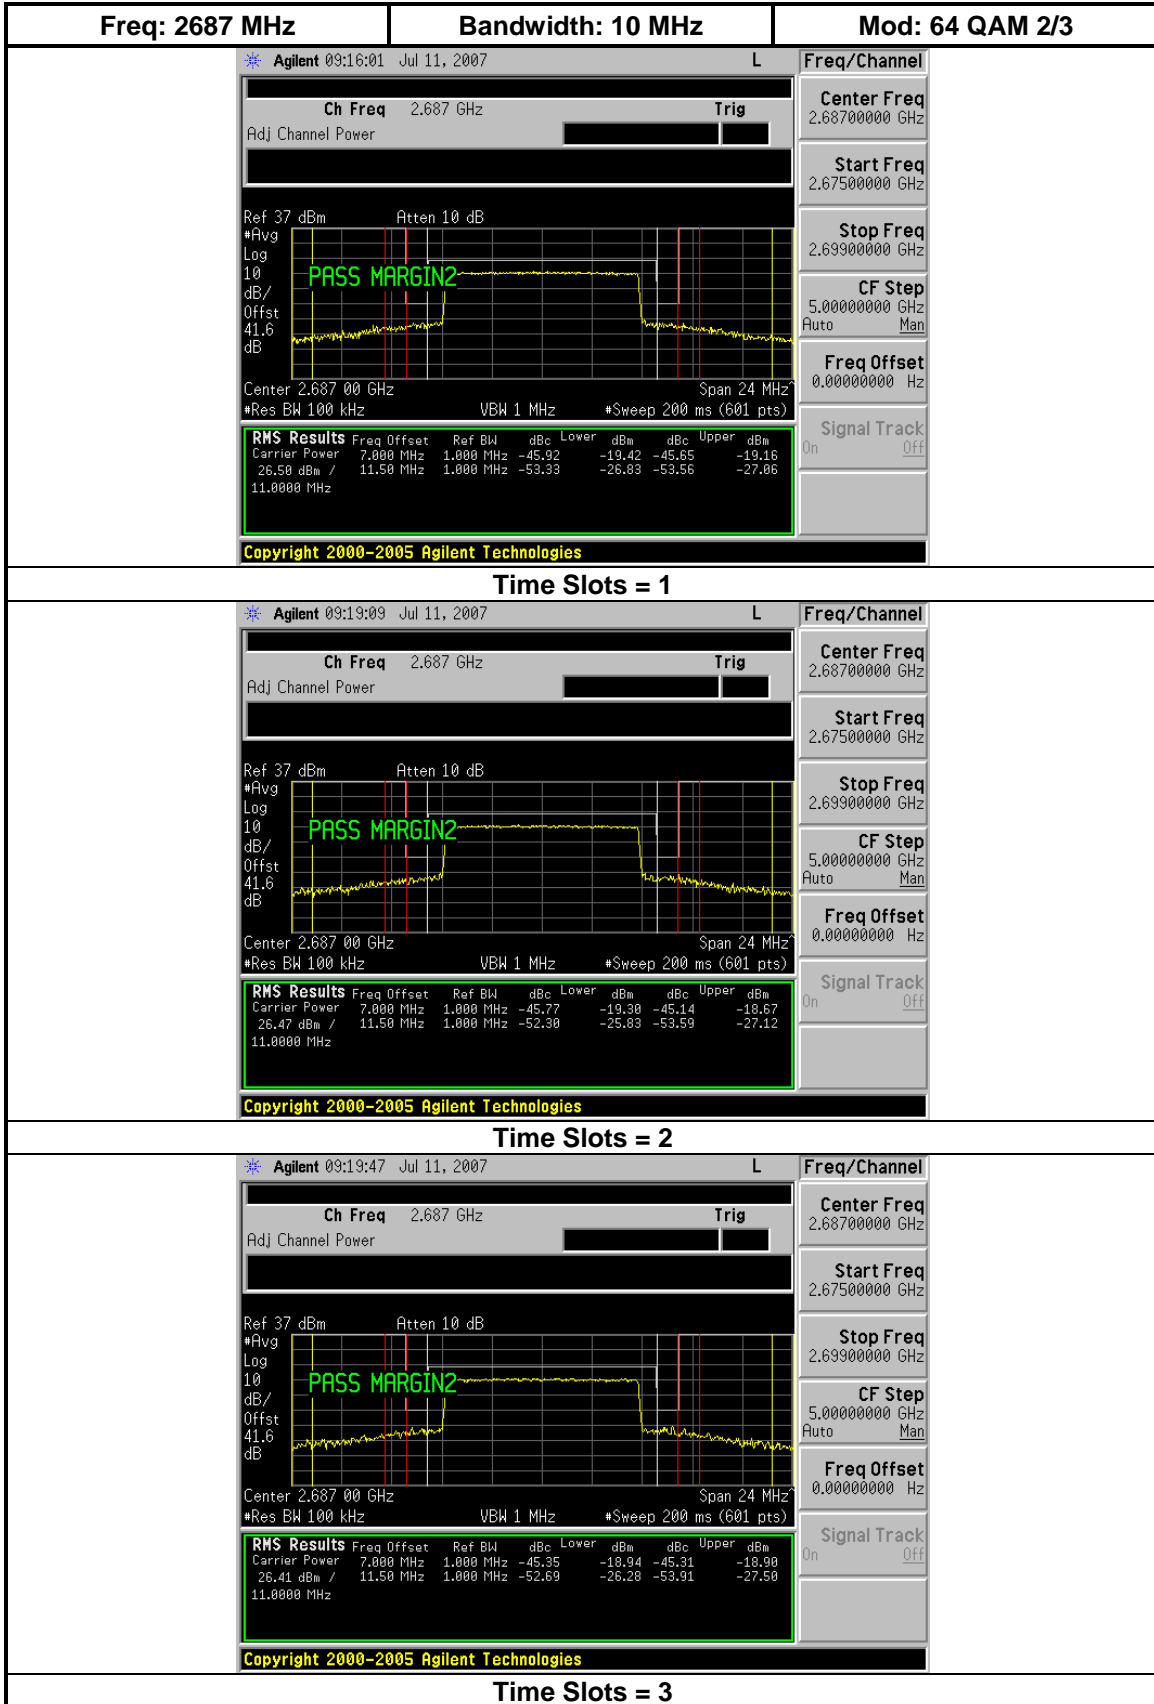 Freq: 2687 MHz Bandwidth: 10 MHz Mod: 64 QAM 2/3
Agilent 09:16:01 Jul 11, 2007 L Freq/Channel
Ch Freq 2.687 GHz Trig
Adj Channel Power
Center Freq
2.68700000 GHz
Start Freq
2.67500000 GHz
Stop Freq
2.69900000 GHz
CF Step
5.00000000 GHz
Auto Man
Freq Offset
0.00000000 Hz
Signal Track
On Off
Ref 37 dBm Atten 10 dB
#Avg
Log
10
dB/
Offst
41.6
dB
PASS MARGIN2
Center 2.687 00 GHz Span 24 MHz^
#Res BW 100 kHz VBW 1 MHz #Sweep 200 ms (601 pts)
RMS Results Freq Offset Ref BW dBc Lower dBm dBc Upper dBm
Carrier Power 7.000 MHz 1.000 MHz -45.92 -19.42 -45.65 -19.16
26.50 dBm / 11.50 MHz 1.000 MHz -53.33 -26.83 -53.56 -27.06
11.0000 MHz
Copyright 2000-2005 Agilent Technologies
Time Slots = 1
Agilent 09:19:09 Jul 11, 2007 L Freq/Channel
Ch Freq 2.687 GHz Trig
Adj Channel Power
Center Freq
2.68700000 GHz
Start Freq
2.67500000 GHz
Stop Freq
2.69900000 GHz
CF Step
5.00000000 GHz
Auto Man
Freq Offset
0.00000000 Hz
Signal Track
On Off
Ref 37 dBm Atten 10 dB
#Avg
Log
10
dB/
Offst
41.6
dB
PASS MARGIN2
Center 2.687 00 GHz Span 24 MHz^
#Res BW 100 kHz VBW 1 MHz #Sweep 200 ms (601 pts)
RMS Results Freq Offset Ref BW dBc Lower dBm dBc Upper dBm
Carrier Power 7.000 MHz 1.000 MHz -45.77 -19.30 -45.14 -18.67
26.47 dBm / 11.50 MHz 1.000 MHz -52.30 -25.83 -53.59 -27.12
11.0000 MHz
Copyright 2000-2005 Agilent Technologies
Time Slots = 2
Agilent 09:19:47 Jul 11, 2007 L Freq/Channel
Ch Freq 2.687 GHz Trig
Adj Channel Power
Center Freq
2.68700000 GHz
Start Freq
2.67500000 GHz
Stop Freq
2.69900000 GHz
CF Step
5.00000000 GHz
Auto Man
Freq Offset
0.00000000 Hz
Signal Track
On Off
Ref 37 dBm Atten 10 dB
#Avg
Log
10
dB/
Offst
41.6
dB
PASS MARGIN2
Center 2.687 00 GHz Span 24 MHz^
#Res BW 100 kHz VBW 1 MHz #Sweep 200 ms (601 pts)
RMS Results Freq Offset Ref BW dBc Lower dBm dBc Upper dBm
Carrier Power 7.000 MHz 1.000 MHz -45.35 -18.94 -45.31 -18.90
26.41 dBm / 11.50 MHz 1.000 MHz -52.69 -26.28 -53.91 -27.50
11.0000 MHz
Copyright 2000-2005 Agilent Technologies
Time Slots = 3